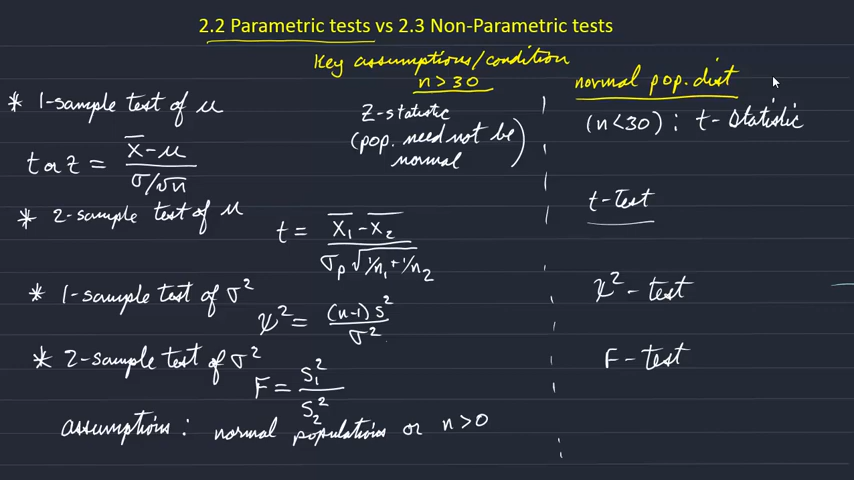 2.2 Parametric tests vs 2.3 Non-Parametric tests
Key assumptions/condition
n > 30
normal pop. dist
* 1-sample test of μ
Z-statistic
(pop. need not be normal)
(n < 30) : t-statistic
t or Z = (X̄ - μ) / (σ/√n)
* 2-sample test of μ
t = (X̄₁ - X̄₂) / (σp √(1/n₁ + 1/n₂))
t-test
* 1-sample test of σ²
χ² = (n-1)s² / σ²
χ² - test
* 2-sample test of σ²
F = S₁² / S₂²
F - test
assumptions : normal populations or n > 0